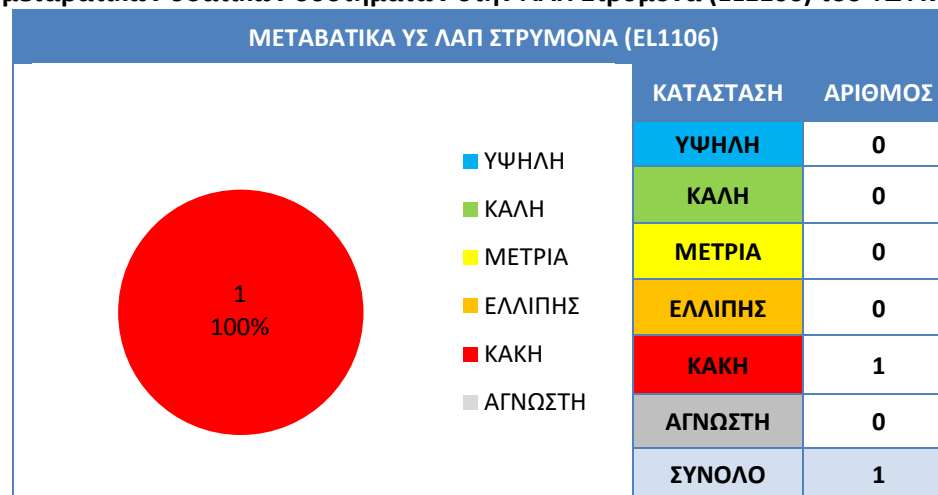 ΜΕΤΑΒΑΤΙΚΑ ΥΣ ΛΑΠ ΣΤΡΥΜΟΝΑ (EL1106)
ΚΑΤΑΣΤΑΣΗ ΑΡΙΘΜΟΣ
ΥΨΗΛΗ 0
ΚΑΛΗ 0
ΜΕΤΡΙΑ 0
ΕΛΛΙΠΗΣ 0
ΚΑΚΗ 1
ΑΓΝΩΣΤΗ 0
ΣΥΝΟΛΟ 1
1
100%
ΥΨΗΛΗ
ΚΑΛΗ
ΜΕΤΡΙΑ
ΕΛΛΙΠΗΣ
ΚΑΚΗ
ΑΓΝΩΣΤΗ